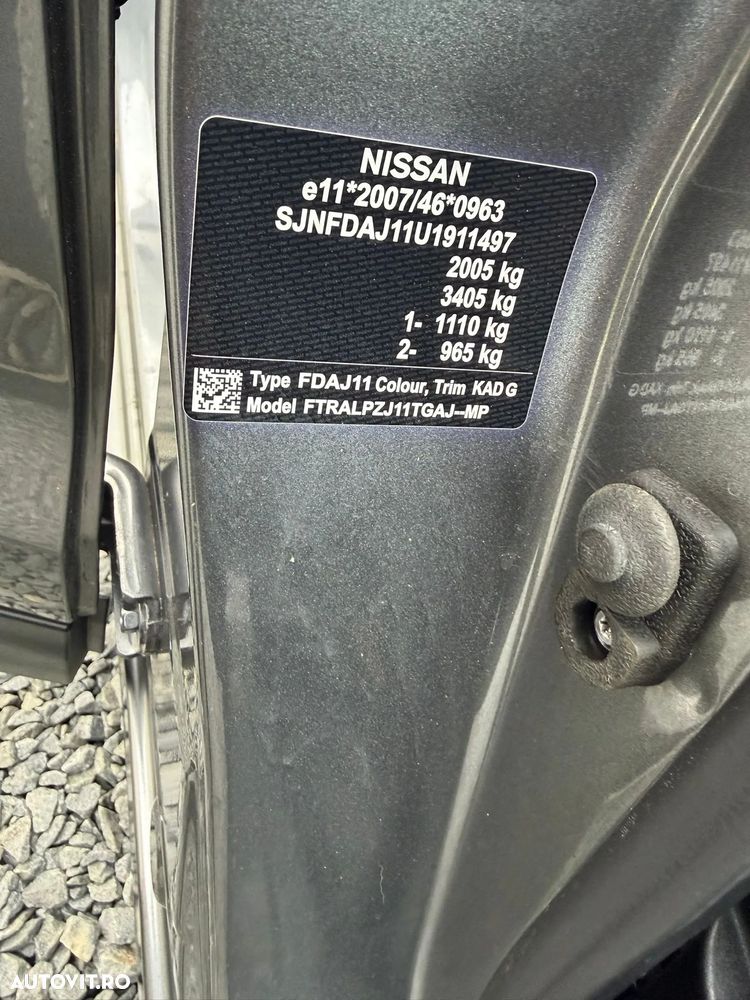 NISSAN
e11*2007/46*0963
SJNFDAJ11U1911497
2005 kg
3405 kg
1- 1110 kg
2- 965 kg
Type FDAJ11 Colour, Trim KAD G
Model FTRALPZJ11TGAJ-MP
AUTOVIT.RO